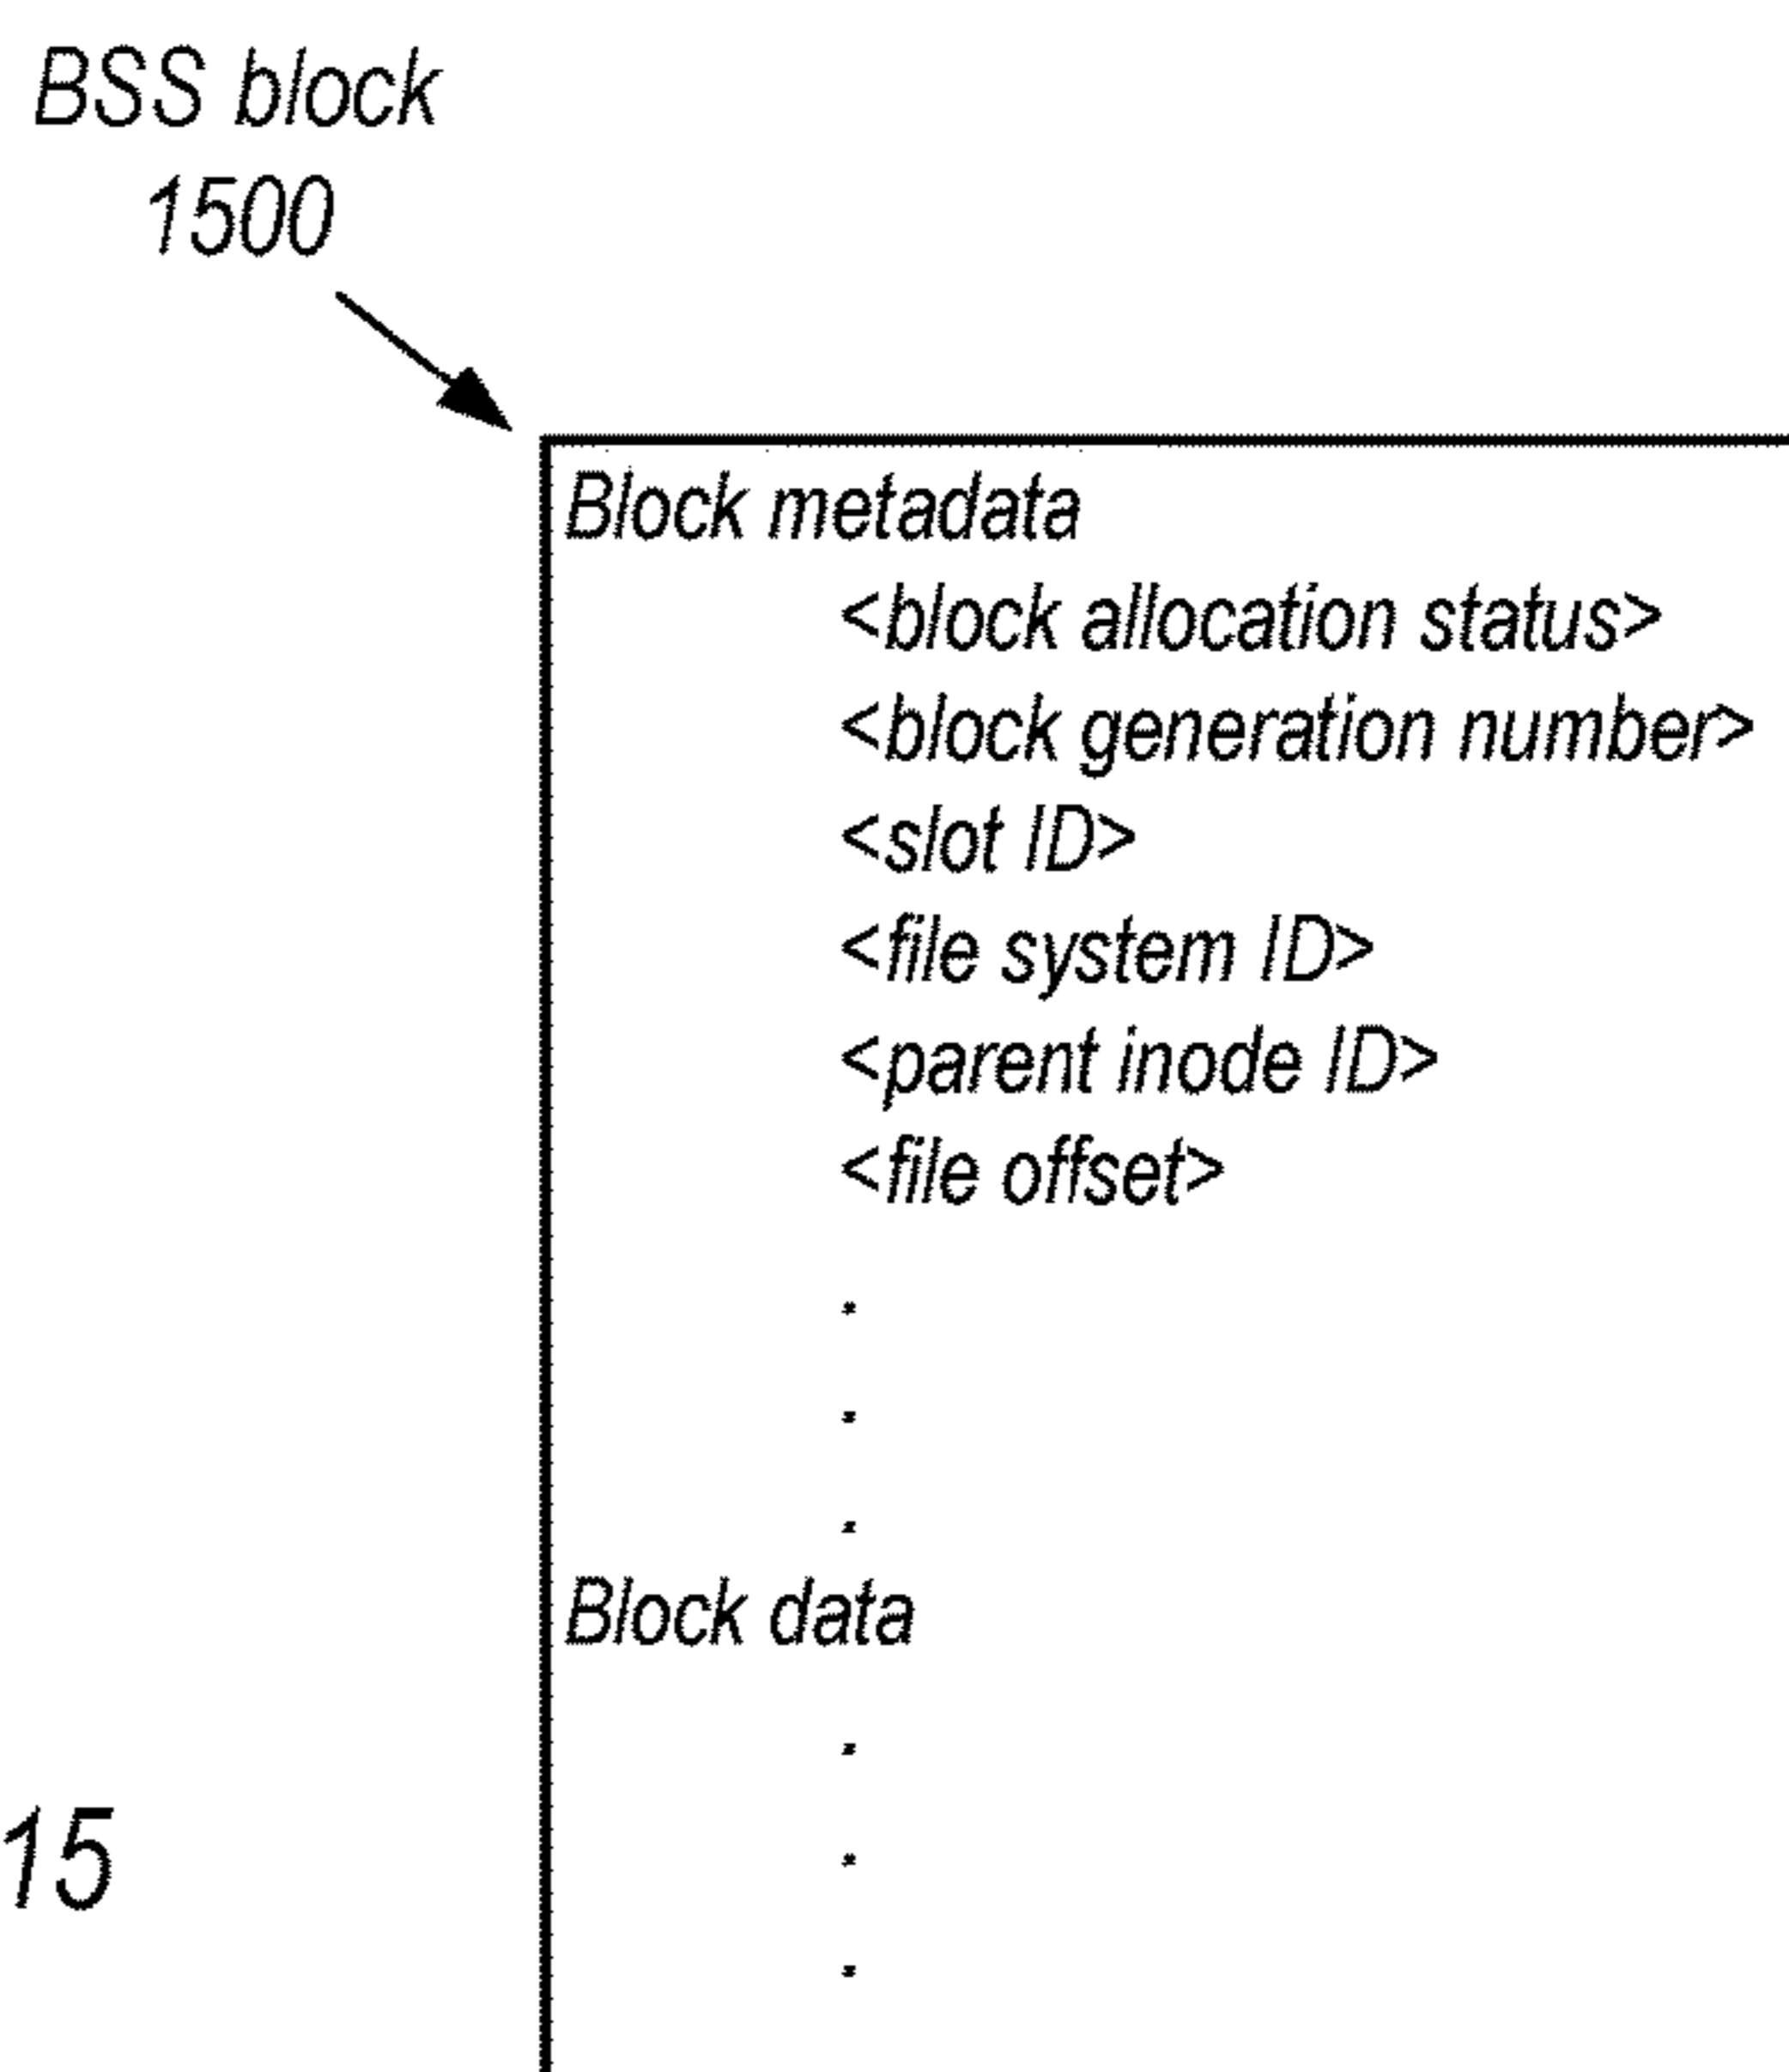 BSS block
1500
Block metadata
<block allocation status>
<block generation number>
<slot ID>
<file system ID>
<parent inode ID>
<file offset>
.
.
.
Block data
.
.
.
15